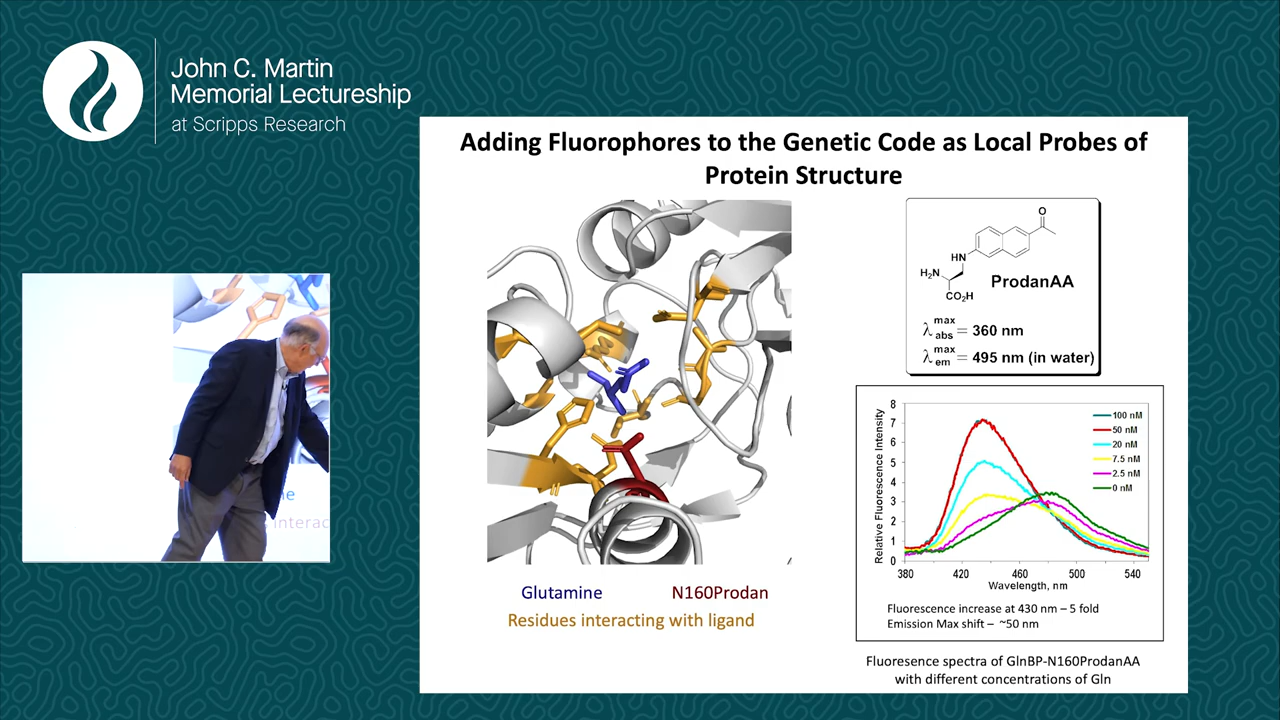 John C. Martin
Memorial Lectureship
at Scripps Research
Adding Fluorophores to the Genetic Code as Local Probes of
Protein Structure
O
HN
H₂N
CO₂H
ProdanAA
λ max abs = 360 nm
λ max em = 495 nm (in water)
Glutamine
N160Prodan
Residues interacting with ligand
Relative Fluorescence Intensity
8
7
6
5
4
3
2
1
0
380
420
460
500
540
Wavelength, nm
100 nM
50 nM
20 nM
7.5 nM
2.5 nM
0 nM
Fluorescence increase at 430 nm – 5 fold
Emission Max shift – ~50 nm
Fluoresence spectra of GlnBP-N160ProdanAA
with different concentrations of Gln
ne
interac